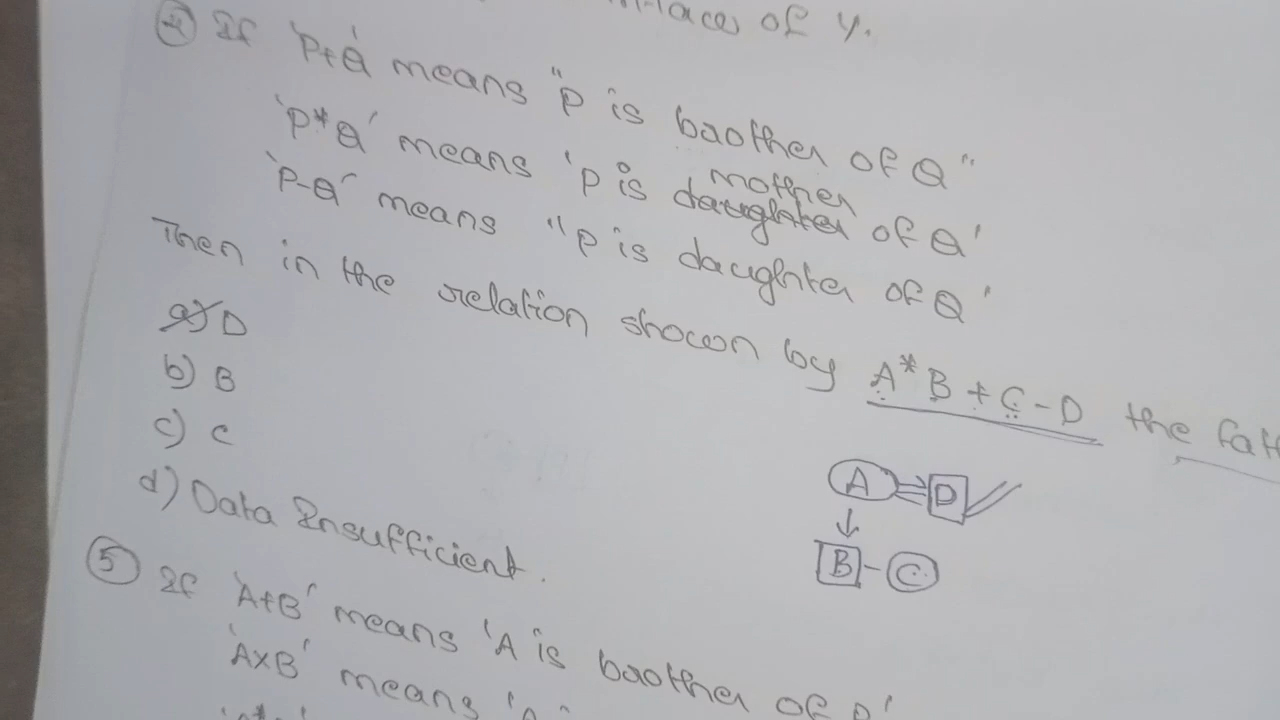 of y.
④ If 'P+Q' means "P is brother of Q"
'P*Q' means 'P is daughter mother of Q'
'P-Q' means "P is daughter of Q'
Then in the relation shown by A*B+C-D the fat
a) D
b) B
c) C
d) Data Insufficient.
A = D
B - C
⑤ If 'A+B' means 'A is brother of B'
'A×B' means